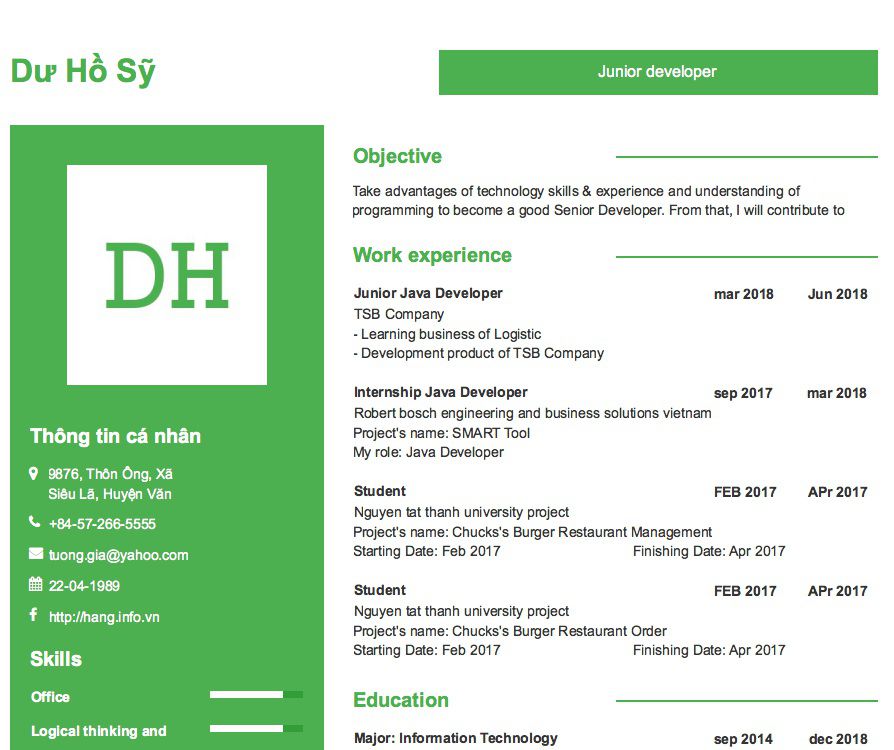 Dư Hồ Sỹ
Junior developer
DH
Thông tin cá nhân
9876, Thôn Ông, Xã
Siêu Lã, Huyện Văn
+84-57-266-5555
tuong.gia@yahoo.com
22-04-1989
http://hang.info.vn
Skills
Office
Logical thinking and
Objective
Take advantages of technology skills & experience and understanding of
programming to become a good Senior Developer. From that, I will contribute to
Work experience
Junior Java Developer mar 2018 Jun 2018
TSB Company
- Learning business of Logistic
- Development product of TSB Company
Internship Java Developer sep 2017 mar 2018
Robert bosch engineering and business solutions vietnam
Project's name: SMART Tool
My role: Java Developer
Student FEB 2017 APr 2017
Nguyen tat thanh university project
Project's name: Chucks's Burger Restaurant Management
Starting Date: Feb 2017 Finishing Date: Apr 2017
Student FEB 2017 APr 2017
Nguyen tat thanh university project
Project's name: Chucks's Burger Restaurant Order
Starting Date: Feb 2017 Finishing Date: Apr 2017
Education
Major: Information Technology sep 2014 dec 2018